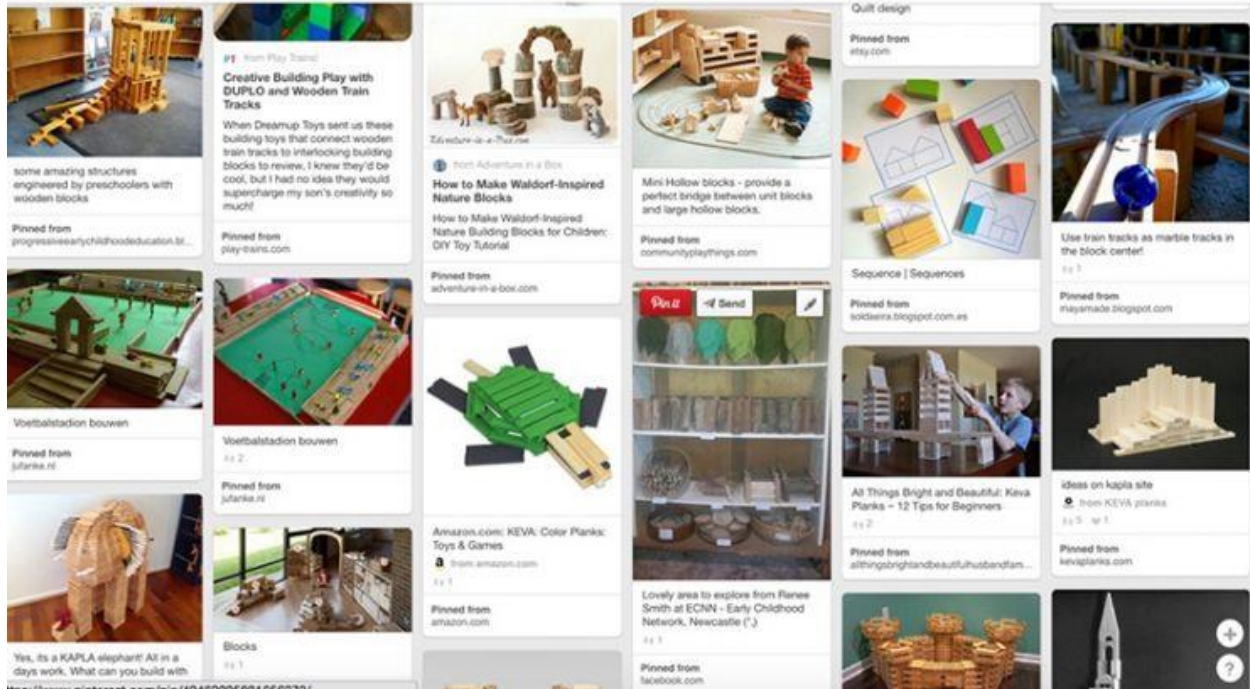 some amazing structures
engineered by preschoolers with
wooden blocks
Pinned from
progressiveearlychildhoodeducation.bl...
Voetbalstadion bouwen
Pinned from
jufanke.nl
Yes, its a KAPLA elephant! All in a
days work. What can you build with
from Play Trains!
Creative Building Play with
DUPLO and Wooden Train
Tracks
When Dreamup Toys sent us these
building toys that connect wooden
train tracks to interlocking building
blocks to review, I knew they'd be
cool, but I had no idea they would
supercharge my son's creativity so
much!
Pinned from
play-trains.com
Voetbalstadion bouwen
2
Pinned from
jufanke.nl
Blocks
1
Adventure-in-a-Box.com
from Adventure in a Box
How to Make Waldorf-Inspired
Nature Blocks
How to Make Waldorf-Inspired
Nature Building Blocks for Children:
DIY Toy Tutorial
Pinned from
adventure-in-a-box.com
Amazon.com: KEVA: Color Planks:
Toys & Games
a from amazon.com
1
Pinned from
amazon.com
Mini Hollow blocks - provide a
perfect bridge between unit blocks
and large hollow blocks.
Pinned from
communityplaythings.com
Pin it Send
Lovely area to explore from Renee
Smith at ECNN - Early Childhood
Network, Newcastle (",)
1
Pinned from
facebook.com
Quilt design
Pinned from
etsy.com
Sequence | Sequences
Pinned from
soldaeira.blogspot.com.es
All Things Bright and Beautiful: Keva
Planks ~ 12 Tips for Beginners
2
Pinned from
allthingsbrightandbeautifulhusbandfam...
Use train tracks as marble tracks in
the block center!
1
Pinned from
mayamade.blogspot.com
ideas on kapla site
from KEVA planks
5 1
Pinned from
kevaplanks.com
+
?